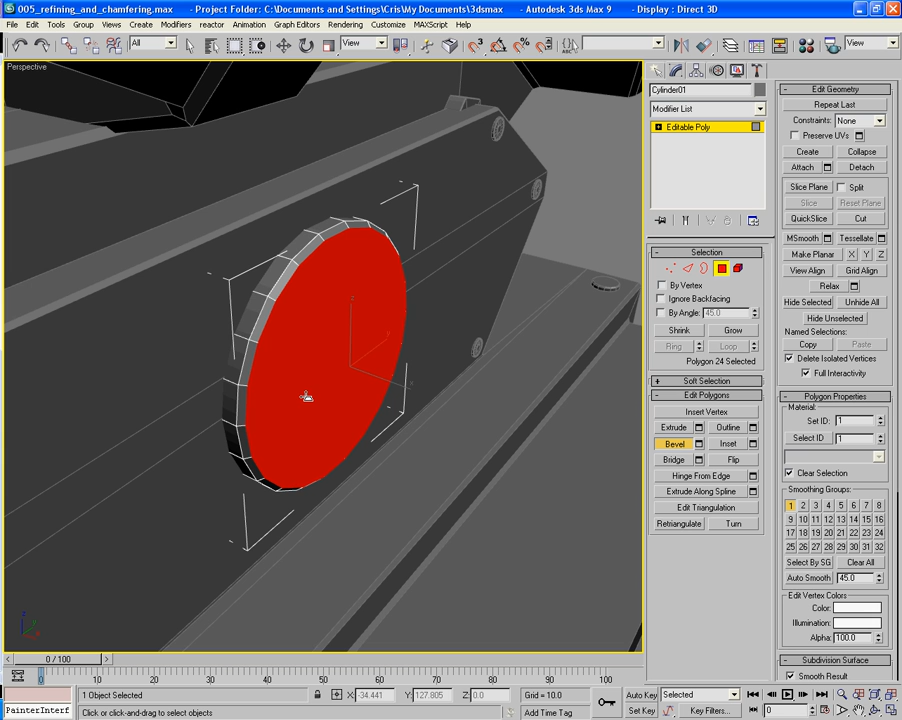 005_refining_and_chamfering.max - Project Folder: C:\Documents and Settings\Cris\My Documents\3dsmax - Autodesk 3ds Max 9 - Display : Direct 3D
File Edit Tools Group Views Create Modifiers reactor Animation Graph Editors Rendering Customize MAXScript Help
All View View
Perspective
Cylinder01
Modifier List
Editable Poly
Selection
By Vertex
Ignore Backfacing
By Angle: 45.0
Shrink Grow
Ring Loop
Polygon 24 Selected
Soft Selection
Edit Polygons
Insert Vertex
Extrude Outline
Bevel Inset
Bridge Flip
Hinge From Edge
Extrude Along Spline
Edit Triangulation
Retriangulate Turn
Edit Geometry
Repeat Last
Constraints: None
Preserve UVs
Create Collapse
Attach Detach
Slice Plane Split
Slice Reset Plane
QuickSlice Cut
MSmooth Tessellate
Make Planar X Y Z
View Align Grid Align
Relax
Hide Selected Unhide All
Hide Unselected
Named Selections:
Copy Paste
Delete Isolated Vertices
Full Interactivity
Polygon Properties
Material:
Set ID: 1
Select ID 1
Clear Selection
Smoothing Groups:
1 2 3 4 5 6 7 8
9 10 11 12 13 14 15 16
17 18 19 20 21 22 23 24
25 26 27 28 29 30 31 32
Select By SG Clear All
Auto Smooth 45.0
Edit Vertex Colors
Color:
Illumination:
Alpha: 100.0
Subdivision Surface
Smooth Result
0 / 100
0 10 20 30 40 50 60 70 80 90 100
1 Object Selected X: -34.441 Y: 127.805 Z: 0.0 Grid = 10.0 Auto Key Selected
PainterInterf Click or click-and-drag to select objects Add Time Tag Set Key Key Filters... 0